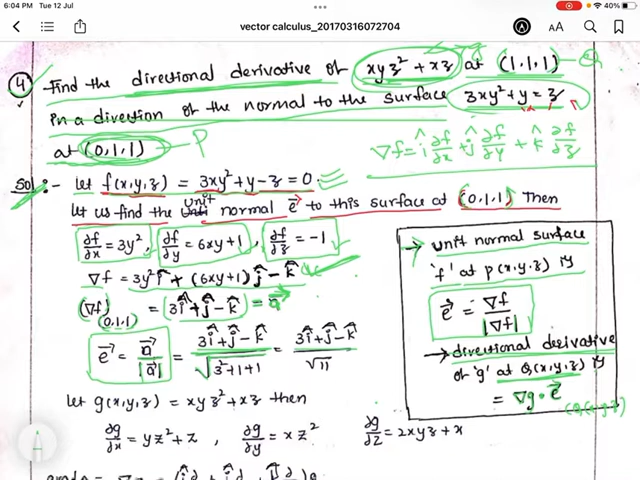 6:04 PM Tue 12 Jul
40%
vector calculus_20170316072704
④ Find the directional derivative of xyz² + xz at (1,1,1)
in a direction of the normal to the surface 3xy² + y = z
at (0,1,1) P
∇f = î ∂f/∂x + ĵ ∂f/∂y + k̂ ∂f/∂z
Sol :- Let f(x,y,z) = 3xy² + y - z = 0.
Let us find the unit normal e⃗ to this surface at (0,1,1) Then
∂f/∂x = 3y², ∂f/∂y = 6xy+1, ∂f/∂z = -1
∇f = 3y² î + (6xy+1) ĵ - k̂
(∇f)(0,1,1) = 3î + ĵ - k̂ = a⃗
e⃗ = a⃗/|a⃗| = 3î + ĵ - k̂ / √3²+1+1 = 3î + ĵ - k̂ / √11
→ unit normal surface
'f' at P(x,y,z) is
e⃗ = ∇f/|∇f|
→ directional derivative
of 'g' at Q(x,y,z) is
= ∇g · e⃗
Q(x,y,z)
Let g(x,y,z) = xyz² + xz then
∂g/∂x = yz² + z, ∂g/∂y = xz² ∂g/∂z = 2xyz + x